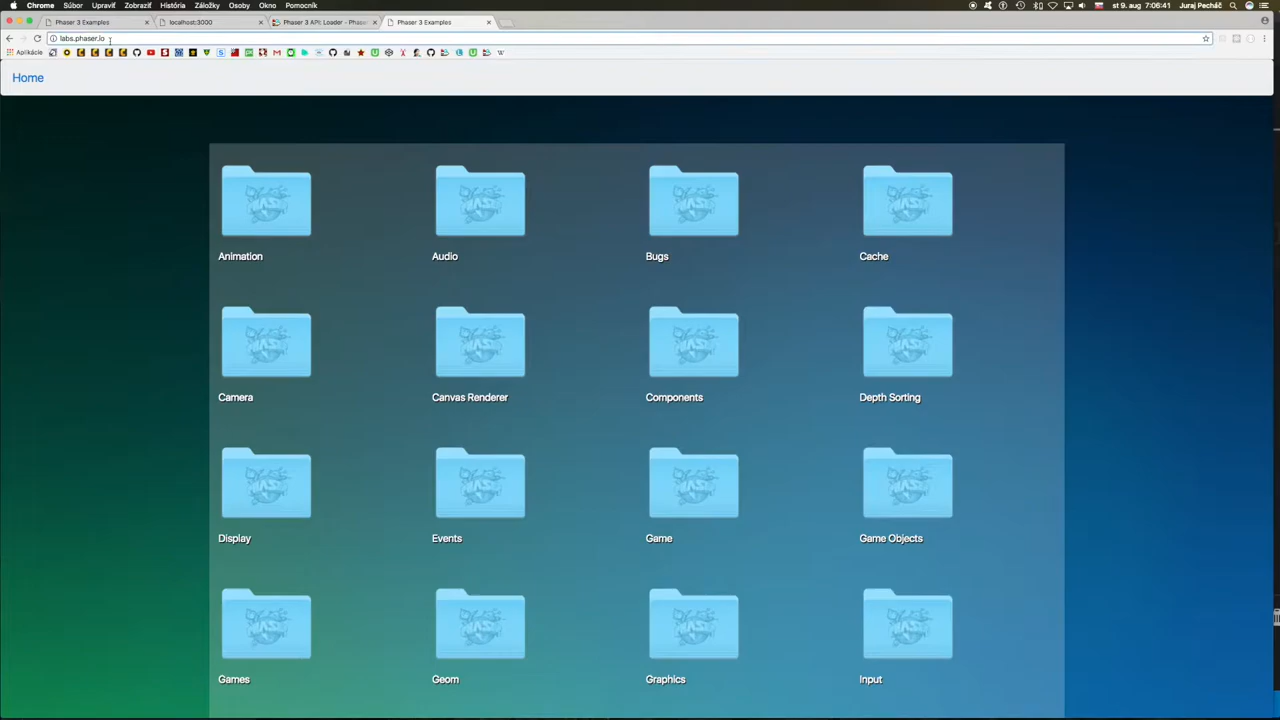 Chrome Súbor Upraviť Zobraziť História Záložky Osoby Okno Pomocník st 9. aug 7:06:41 Juraj Pecháč
Phaser 3 Examples localhost:3000 Phaser 3 API: Loader - Phaser Phaser 3 Examples
labs.phaser.io
Aplikácie
Home
Animation Audio Bugs Cache
Camera Canvas Renderer Components Depth Sorting
Display Events Game Game Objects
Games Geom Graphics Input